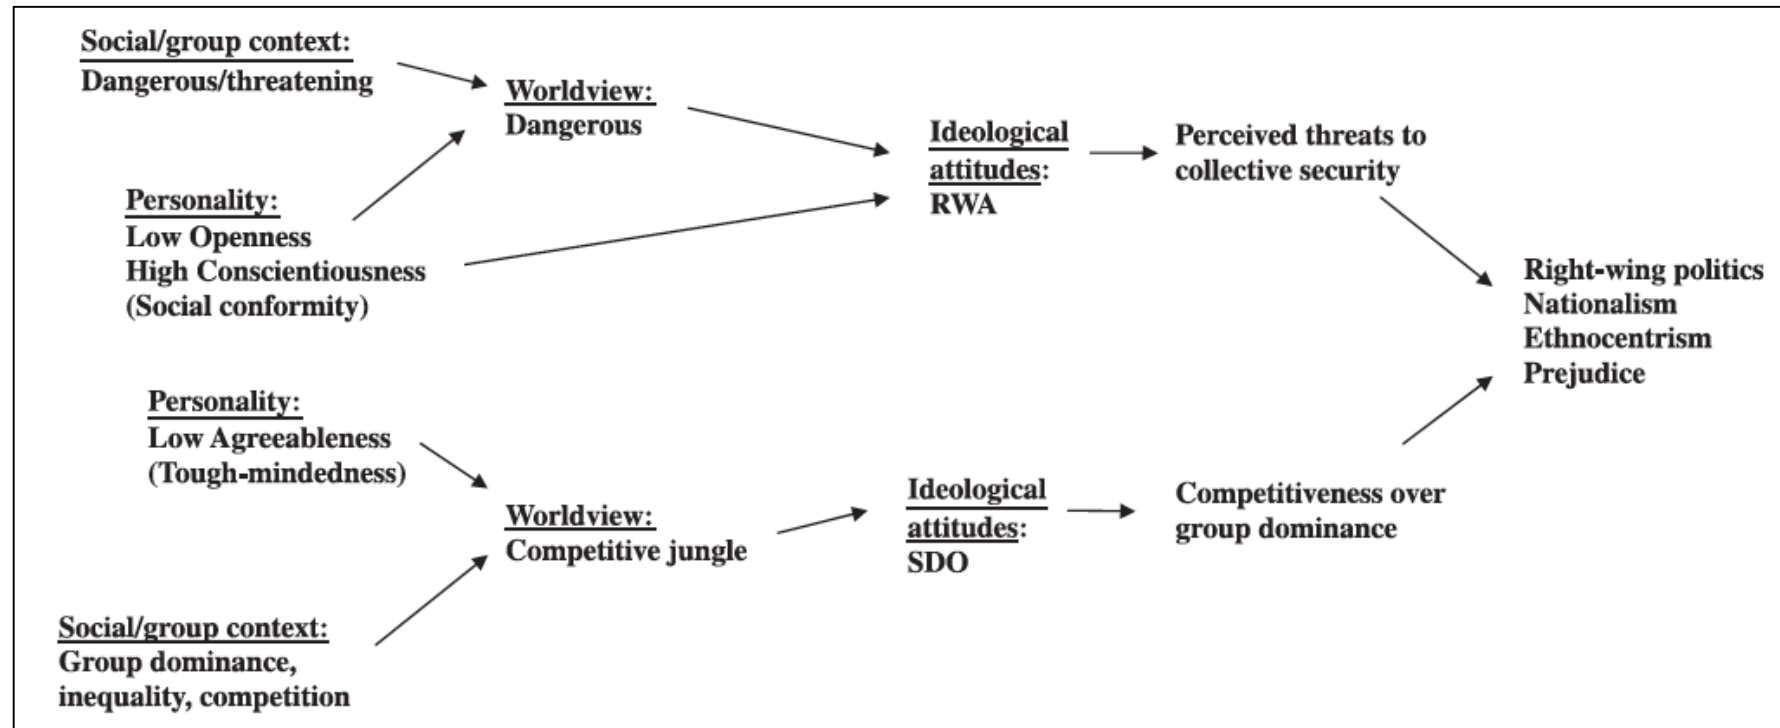 Social/group context:
Dangerous/threatening
Worldview:
Dangerous
Personality:
Low Openness
High Conscientiousness
(Social conformity)
Ideological
attitudes:
RWA
Perceived threats to
collective security
Right-wing politics
Nationalism
Ethnocentrism
Prejudice
Personality:
Low Agreeableness
(Tough-mindedness)
Worldview:
Competitive jungle
Ideological
attitudes:
SDO
Competitiveness over
group dominance
Social/group context:
Group dominance,
inequality, competition